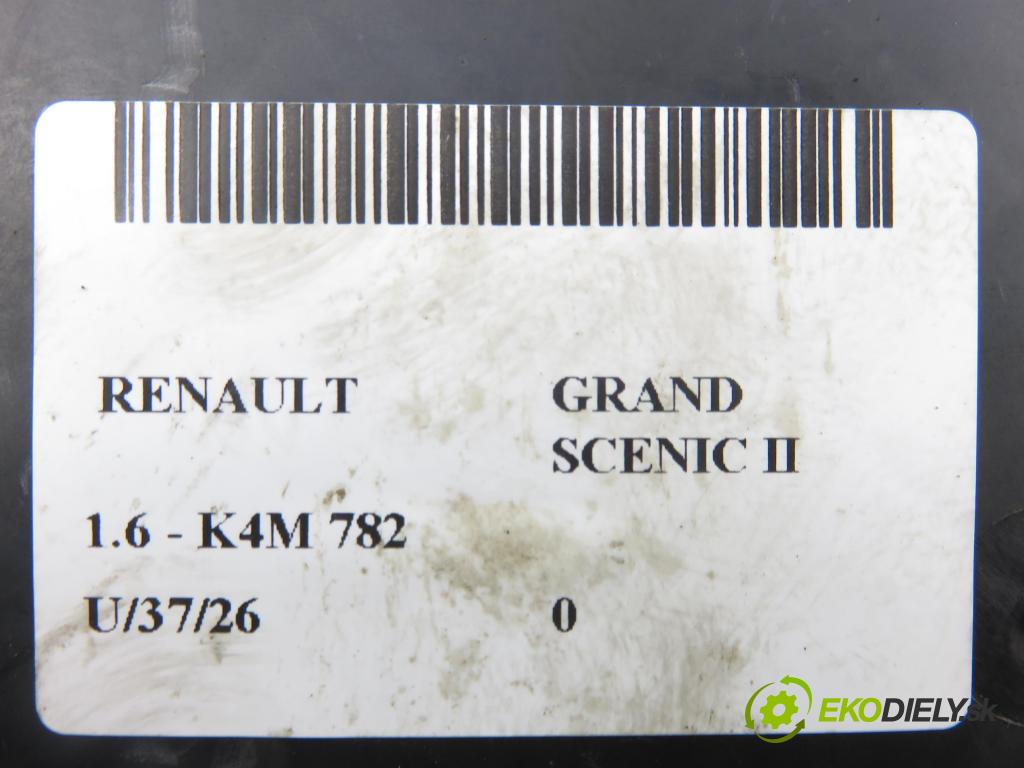 RENAULT
GRAND
SCENIC II
1.6 - K4M 782
U/37/26
0
EKODIELY.sk